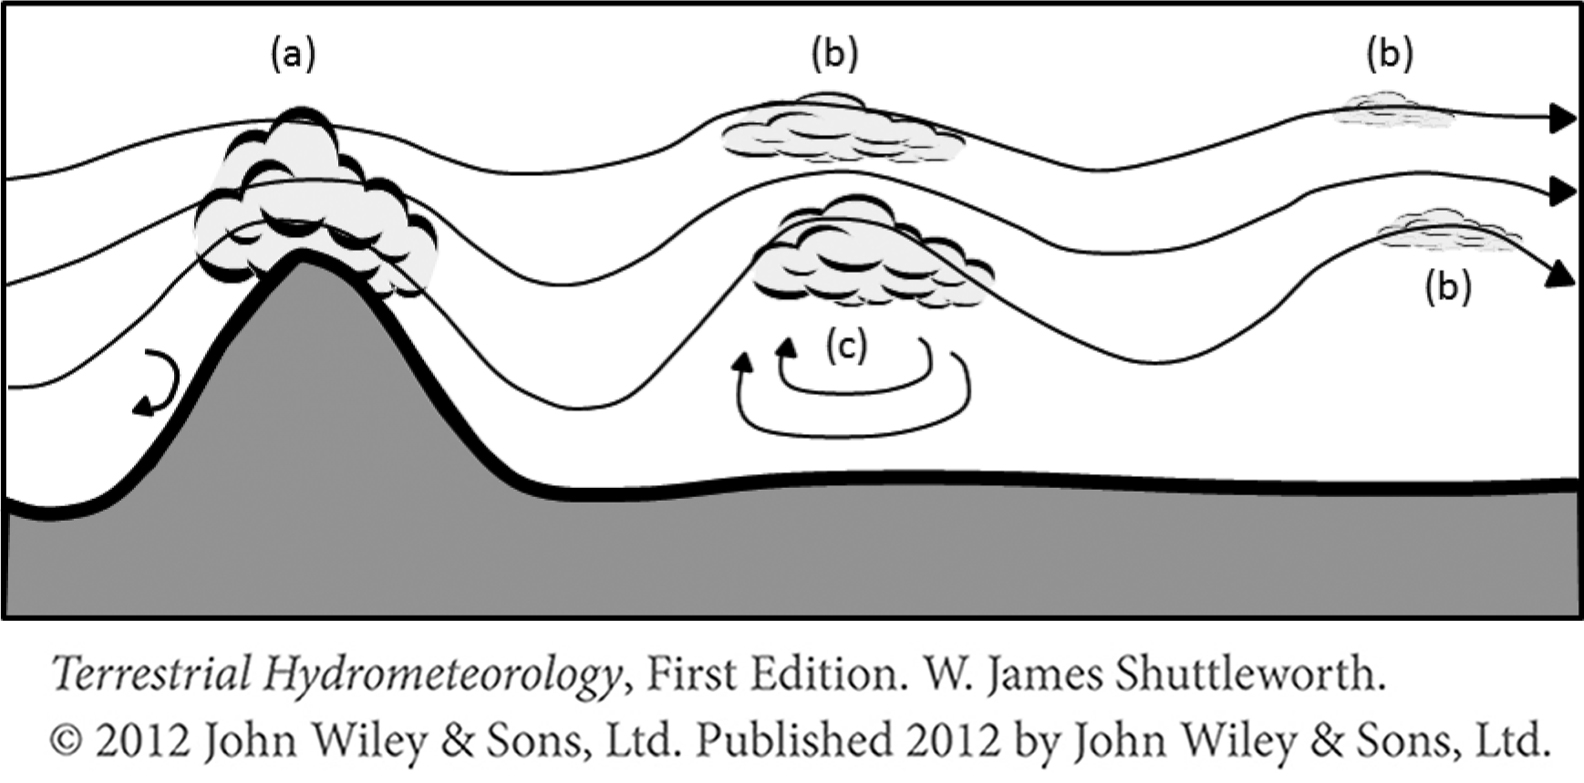 (a) (b) (b)
(b)
(c)
Terrestrial Hydrometeorology, First Edition. W. James Shuttleworth.
© 2012 John Wiley & Sons, Ltd. Published 2012 by John Wiley & Sons, Ltd.